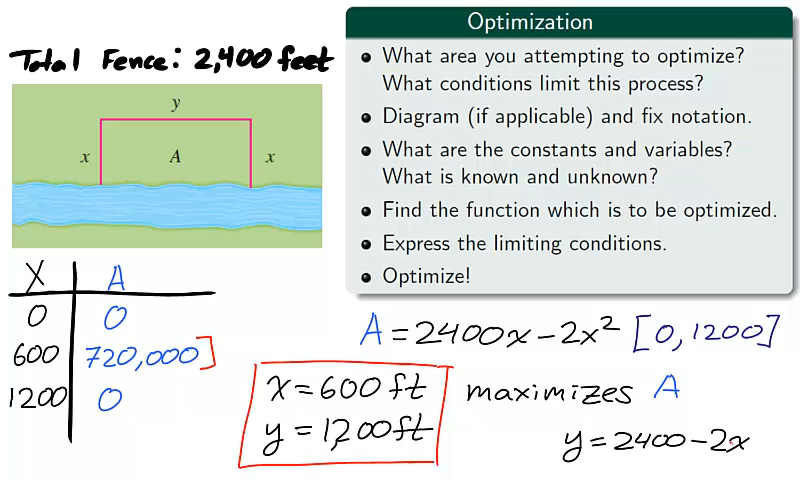 Optimization
Total Fence: 2,400 feet
What area you attempting to optimize?
What conditions limit this process?
Diagram (if applicable) and fix notation.
What are the constants and variables?
What is known and unknown?
Find the function which is to be optimized.
Express the limiting conditions.
Optimize!
y
x A x
X A
0 0
600 720,000]
1200 0
A = 2400x - 2x² [0, 1200]
x = 600 ft
y = 1,200 ft
maximizes A
y = 2400 - 2x